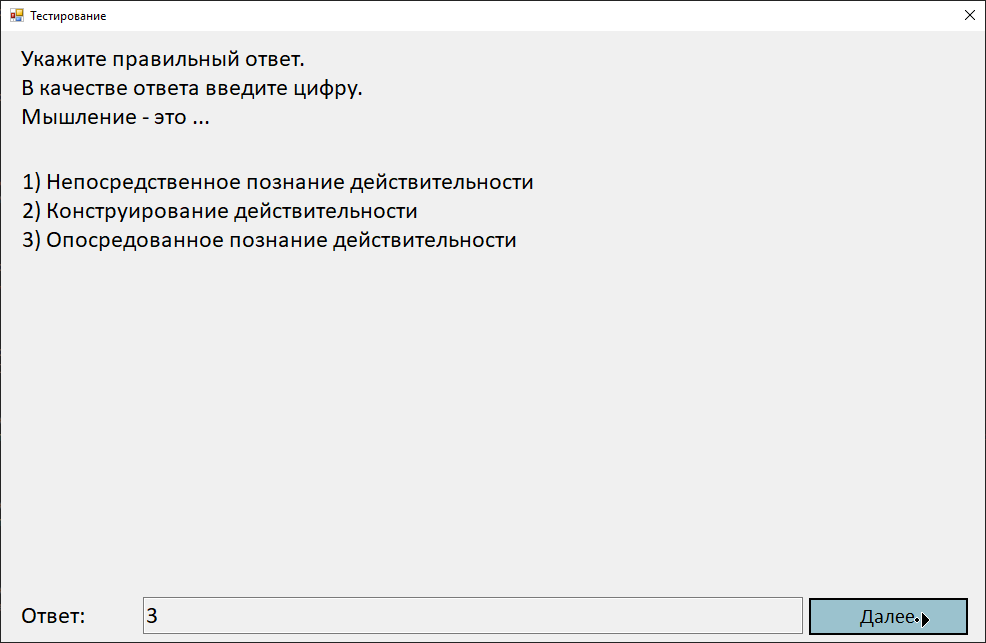 Тестирование
Укажите правильный ответ.
В качестве ответа введите цифру.
Мышление - это ...
1) Непосредственное познание действительности
2) Конструирование действительности
3) Опосредованное познание действительности
Ответ:
3
Далее